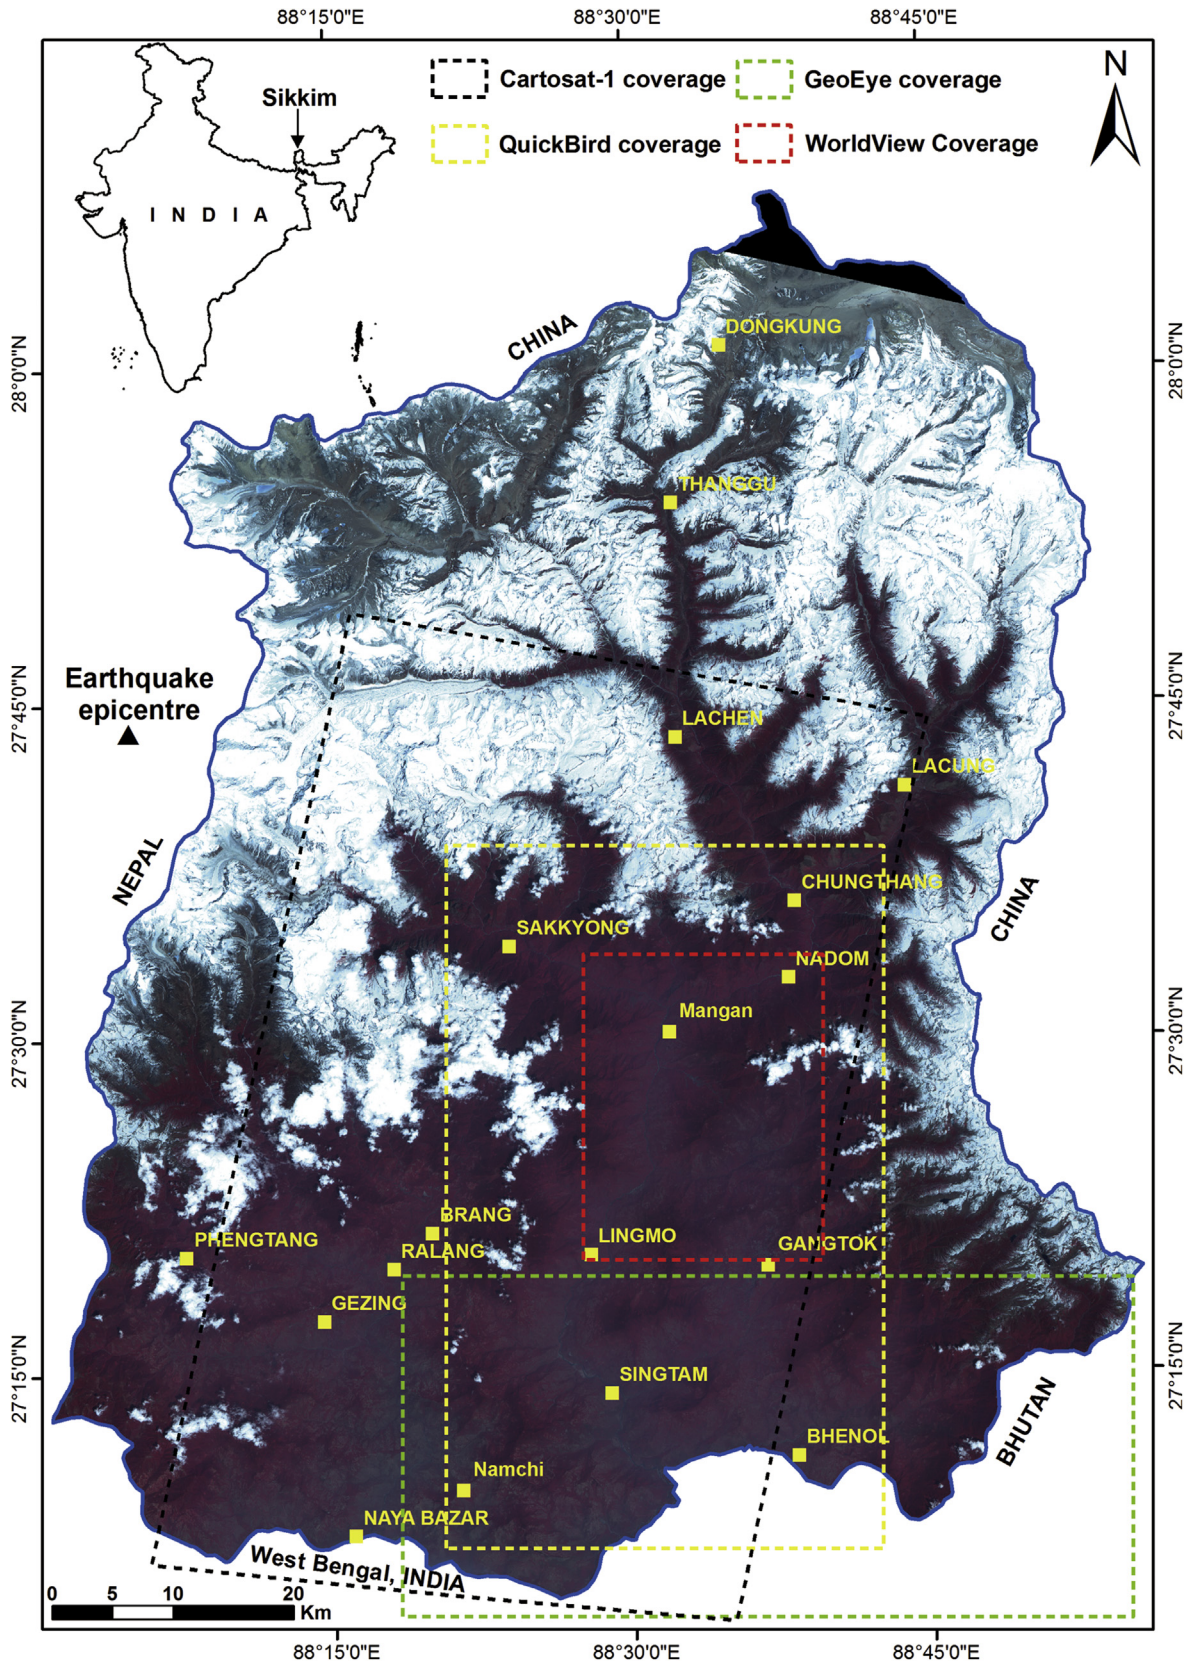 88°15'0"E
88°30'0"E
88°45'0"E
Cartosat-1 coverage
GeoEye coverage
QuickBird coverage
WorldView Coverage
N
Sikkim
INDIA
28°0'0"N
28°0'0"N
CHINA
DONGKUNG
THANGGU
Earthquake
epicentre
27°45'0"N
27°45'0"N
LACHEN
LACUNG
NEPAL
CHUNGTHANG
CHINA
SAKKYONG
NADOM
Mangan
27°30'0"N
27°30'0"N
BRANG
PHENGTANG
RALANG
LINGMO
GANGTOK
GEZING
27°15'0"N
27°15'0"N
SINGTAM
BHUTAN
BHENOL
Namchi
NAYA BAZAR
West Bengal, INDIA
0 5 10 20
Km
88°15'0"E
88°30'0"E
88°45'0"E